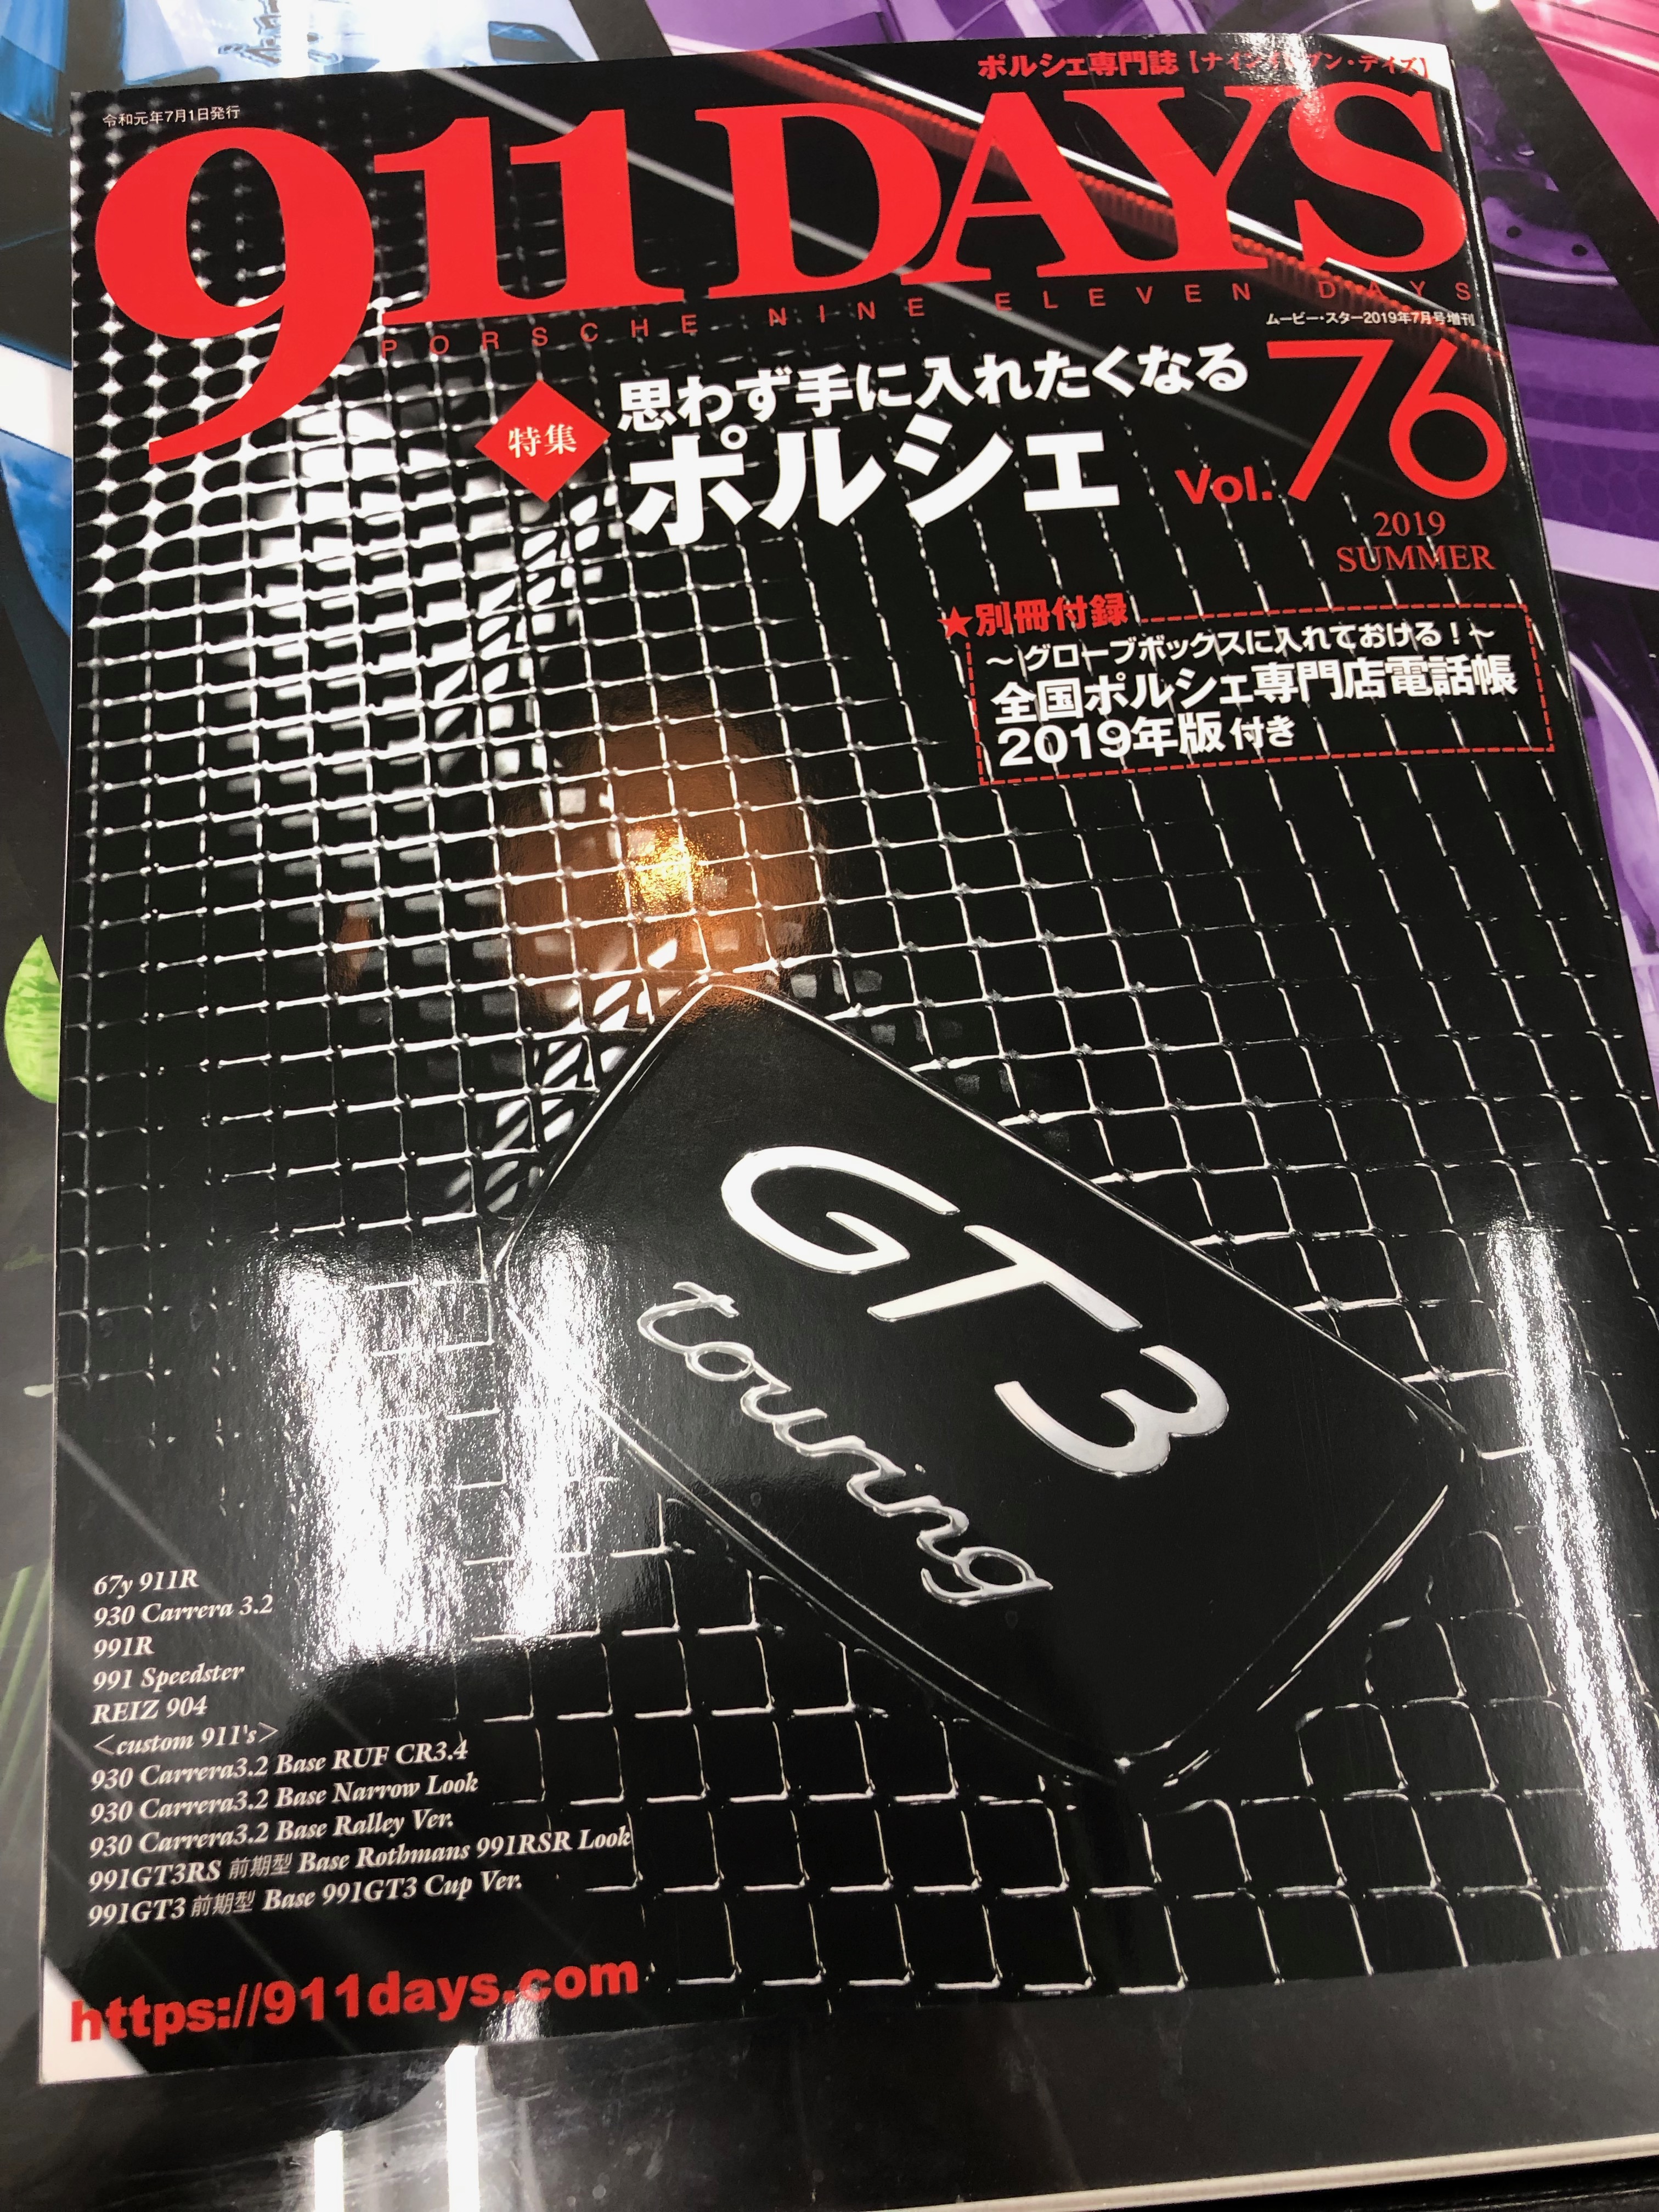 ポルシェ専門誌【ナインイレブン・デイズ】
令和元年7月1日発行
911 DAYS
PORSCHE NINE ELEVEN DAYS
ムービー・スター2019年7月号増刊
特集
思わず手に入れたくなる
ポルシェ
Vol.76
2019
SUMMER
★別冊付録
～グローブボックスに入れておける！～
全国ポルシェ専門店電話帳
2019年版付き
GT3
touring
67y 911R
930 Carrera 3.2
991R
991 Speedster
REIZ 904
＜custom 911's＞
930 Carrera3.2 Base RUF CR3.4
930 Carrera3.2 Base Narrow Look
930 Carrera3.2 Base Ralley Ver.
991GT3RS 前期型 Base Rothmans 991RSR Look
991GT3 前期型 Base 991GT3 Cup Ver.
https://911days.com